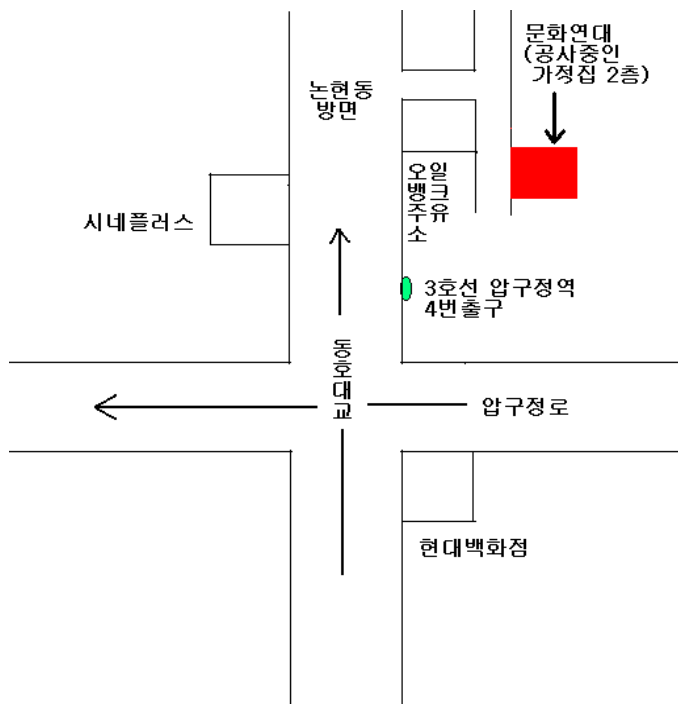 문화연대
(공사중인
가정집 2층)
논현동
방면
오일
뱅크
주유
소
시네플러스
3호선 압구정역
4번출구
동호대교
압구정로
현대백화점